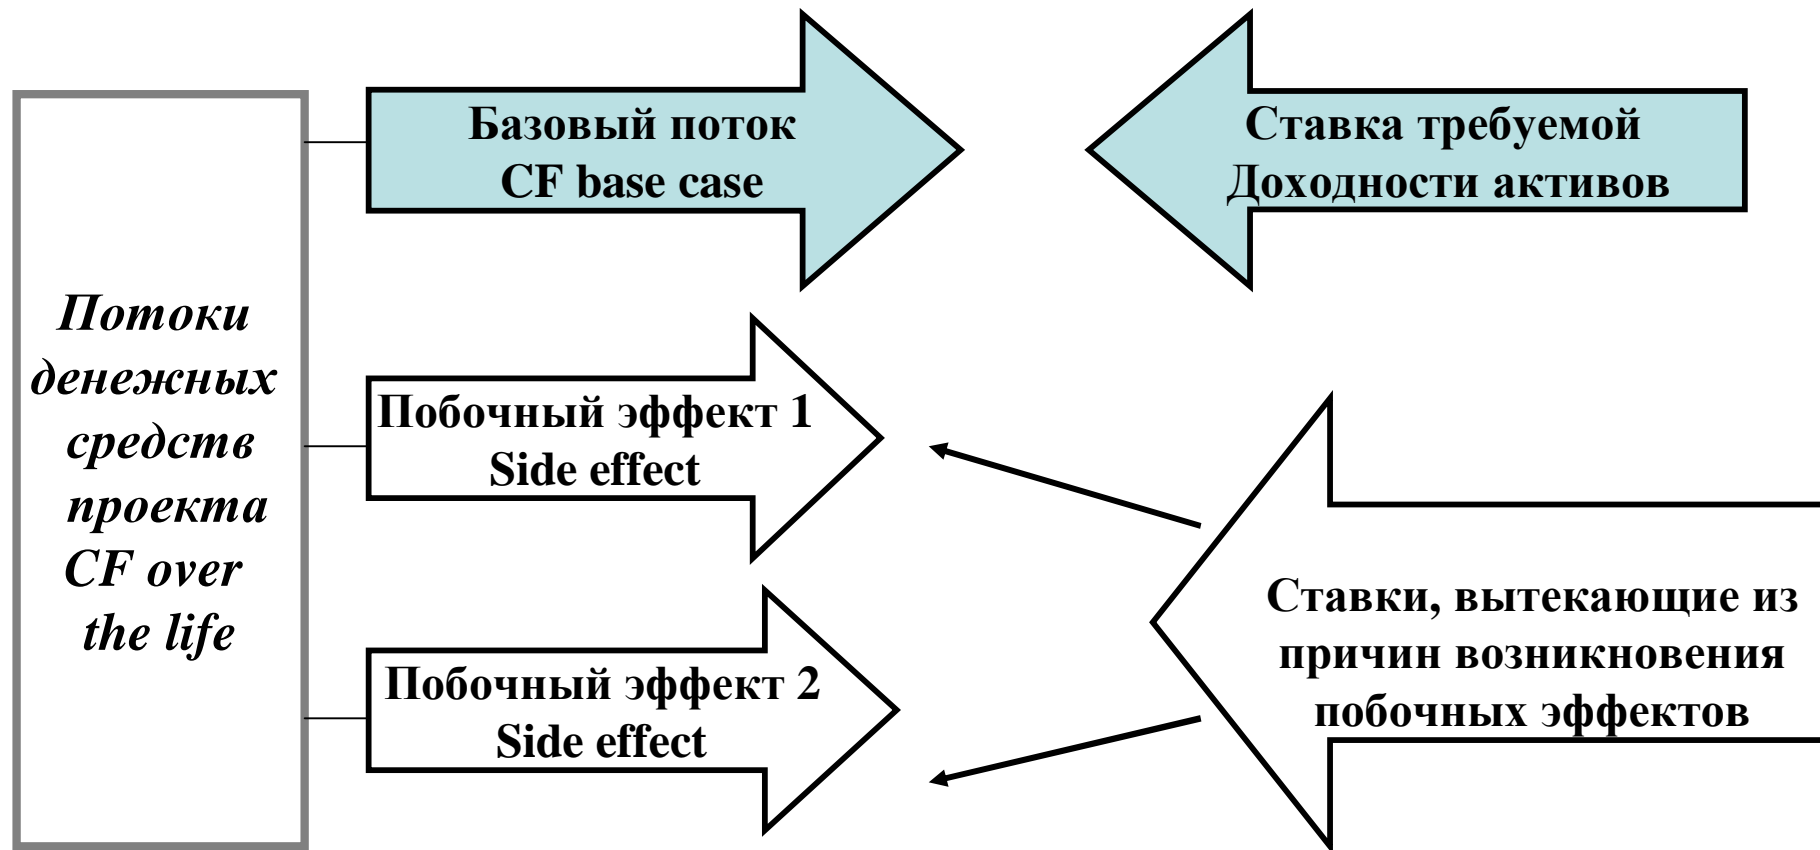 Потоки
денежных
средств
проекта
CF over
the life
Базовый поток
CF base case
Ставка требуемой
Доходности активов
Побочный эффект 1
Side effect
Побочный эффект 2
Side effect
Ставки, вытекающие из
причин возникновения
побочных эффектов